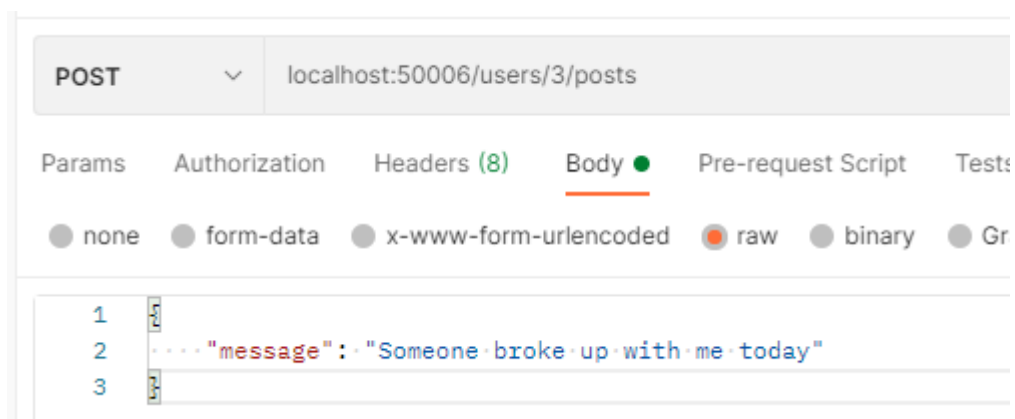 POST localhost:50006/users/3/posts
Params Authorization Headers (8) Body Pre-request Script Tests
none form-data x-www-form-urlencoded raw binary
1 {
2 "message": "Someone broke up with me today"
3 }